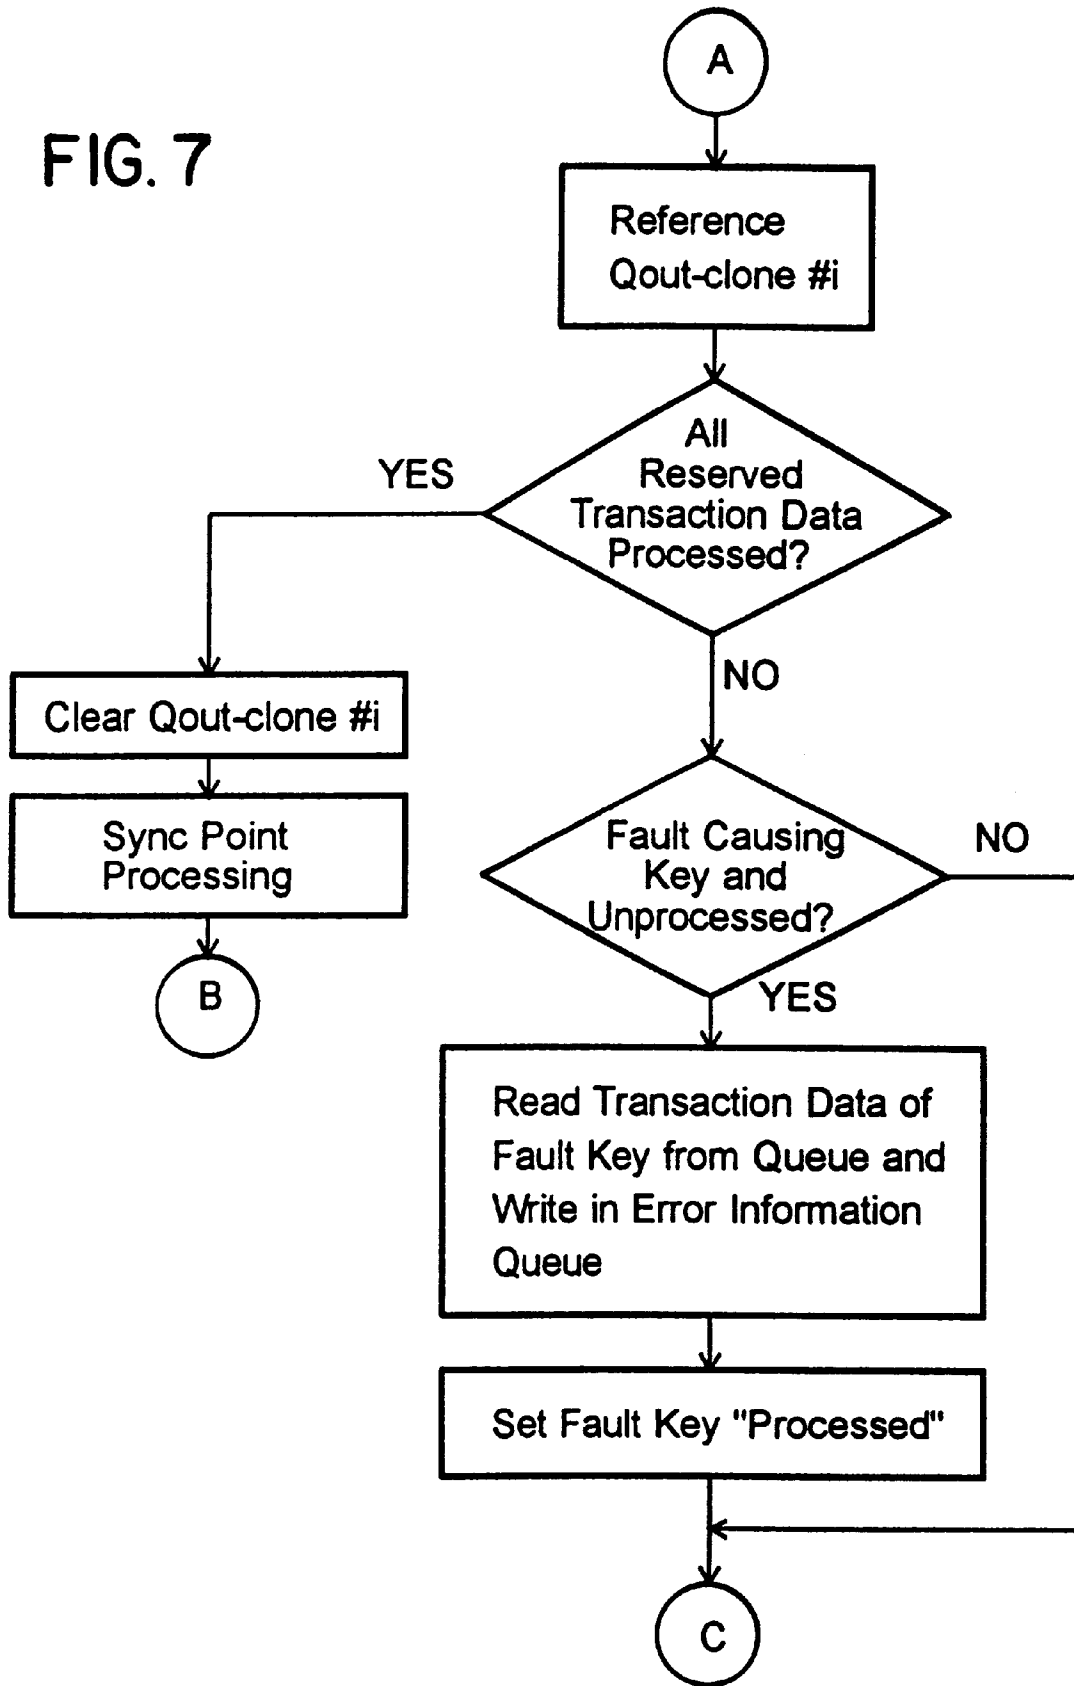 A
FIG. 7
Reference
Qout-clone #i
All
Reserved
Transaction Data
Processed?
YES
NO
Clear Qout-clone #i
Sync Point
Processing
B
Fault Causing
Key and
Unprocessed?
NO
YES
Read Transaction Data of
Fault Key from Queue and
Write in Error Information
Queue
Set Fault Key "Processed"
C